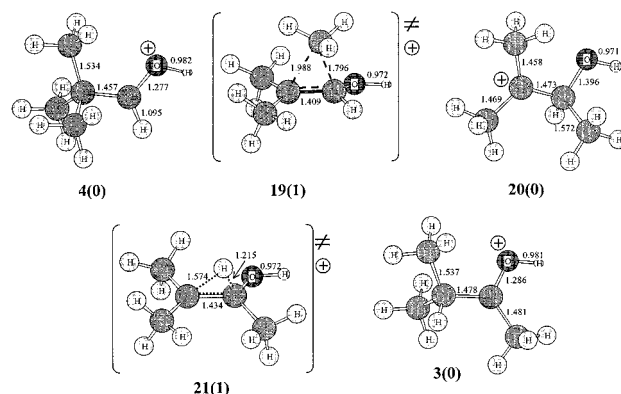 H H H + 0.982 O H 1.534 1.457 1.277 1.095 H H H H H H H
4(0)
H H H 1.988 1.796 0.972 O H 1.409 H H H H H H H ≠ +
19(1)
H H H 0.971 O H 1.458 + 1.473 1.396 1.469 1.572 H H H H H H H
20(0)
H H H 1.215 0.972 O H 1.574 1.434 H H H H H H H ≠ +
21(1)
H H H + 0.981 O H 1.537 1.478 1.286 1.481 H H H H H H H
3(0)